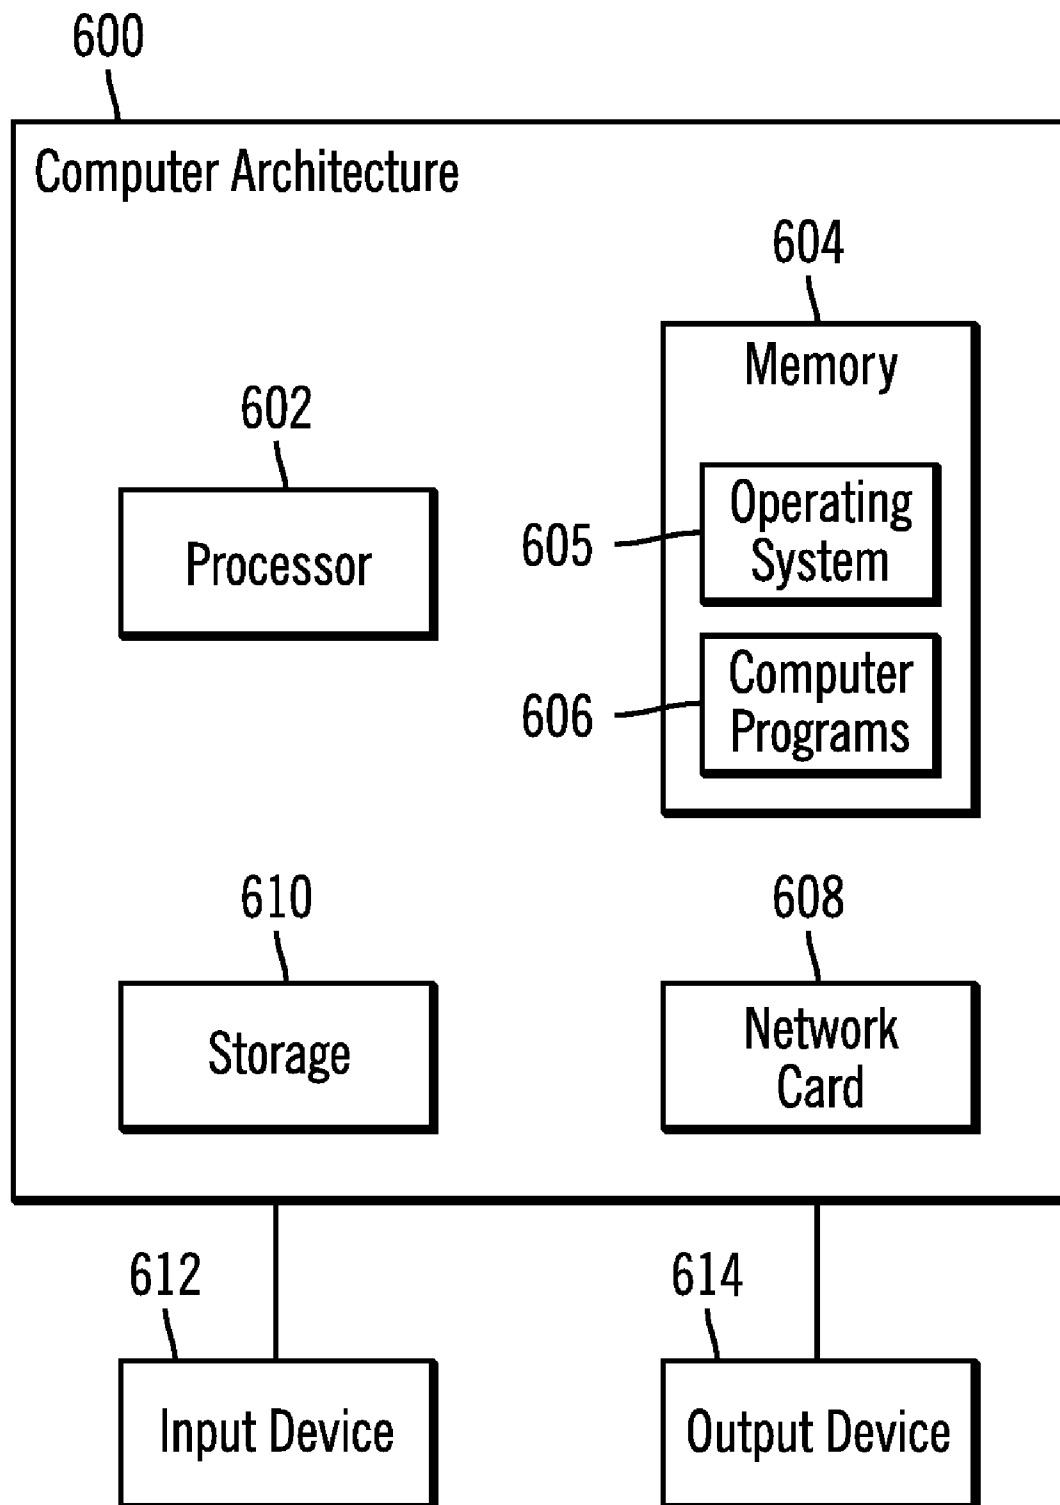 600
Computer Architecture
604
Memory
602
Processor
605
Operating
System
606
Computer
Programs
610
Storage
608
Network
Card
612
Input Device
614
Output Device